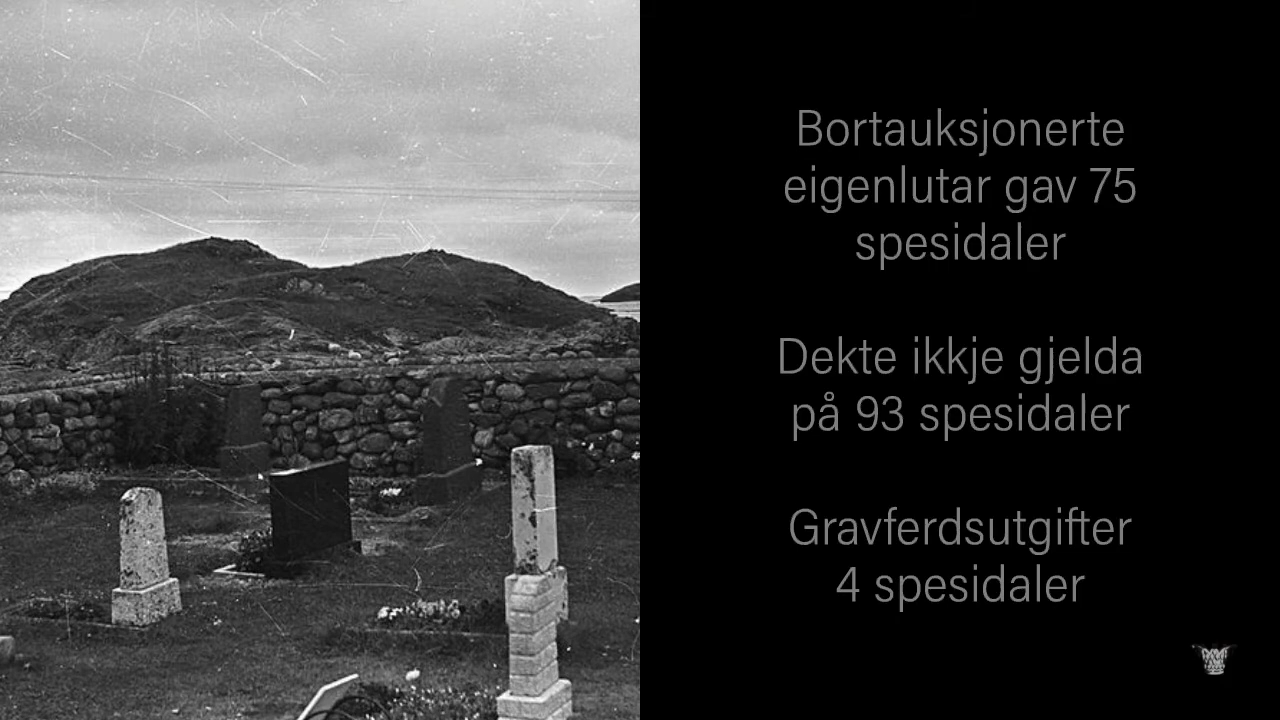 Bortauksjonerte
eigenlutar gav 75
spesidaler
Dekte ikkje gjelda
på 93 spesidaler
Gravferdsutgifter
4 spesidaler